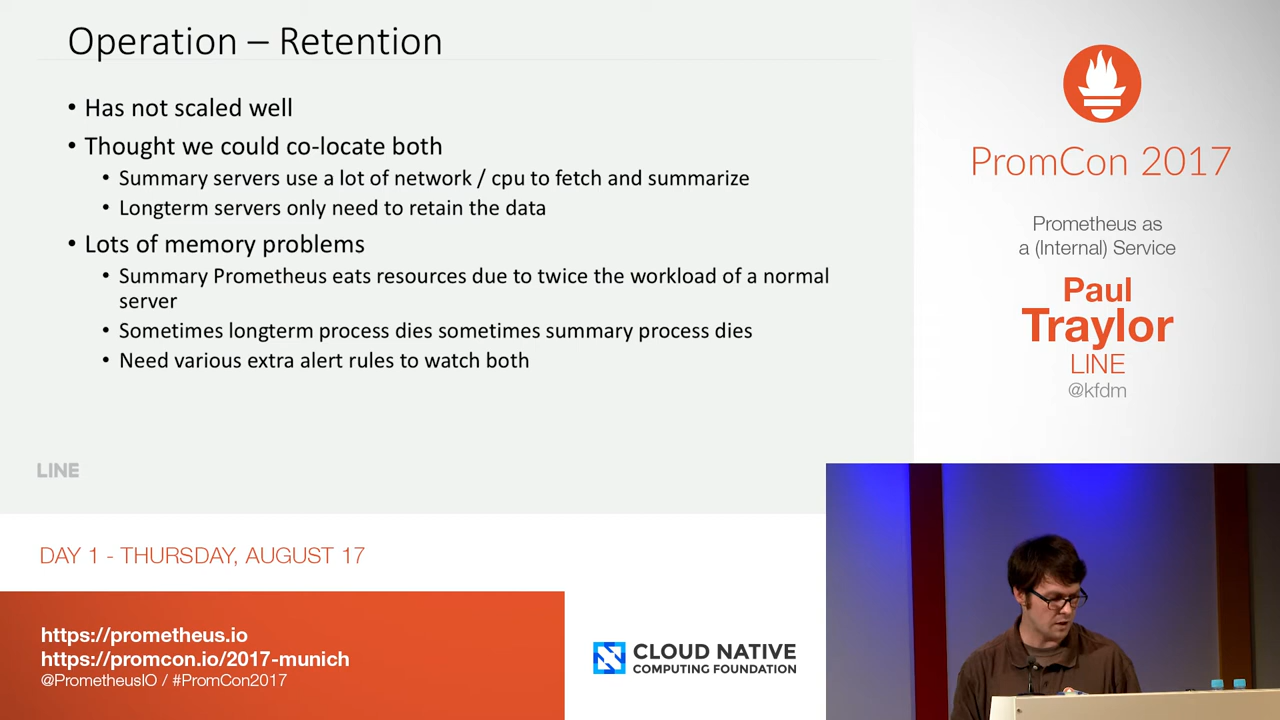 Operation – Retention
• Has not scaled well
• Thought we could co-locate both
• Summary servers use a lot of network / cpu to fetch and summarize
• Longterm servers only need to retain the data
• Lots of memory problems
• Summary Prometheus eats resources due to twice the workload of a normal
server
• Sometimes longterm process dies sometimes summary process dies
• Need various extra alert rules to watch both
LINE
PromCon 2017
Prometheus as
a (Internal) Service
Paul
Traylor
LINE
@kfdm
DAY 1 - THURSDAY, AUGUST 17
https://prometheus.io
https://promcon.io/2017-munich
@PrometheusIO / #PromCon2017
CLOUD NATIVE
COMPUTING FOUNDATION